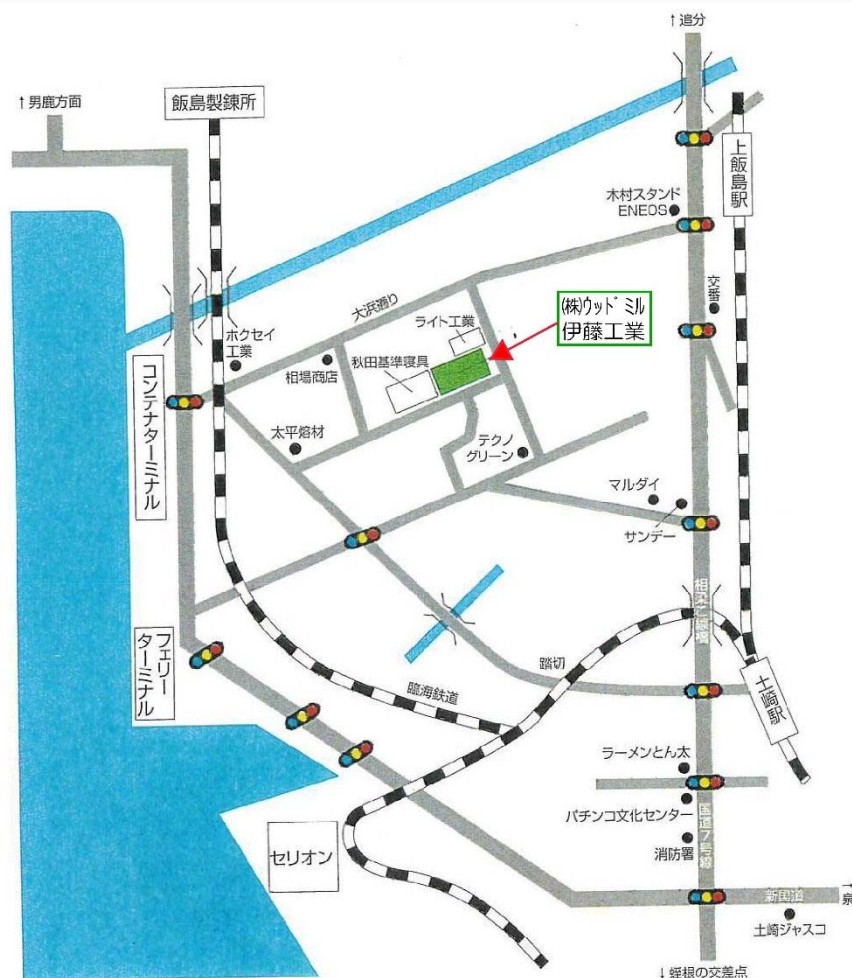 ↑追分
↑男鹿方面
飯島製錬所
上飯島駅
木村スタンド
ENEOS
交番
大浜通り
ライト工業
㈱ウッドミル
伊藤工業
ホクセイ
工業
相場商店
秋田基準寝具
コンテナターミナル
太平熔材
テクノ
グリーン
マルダイ
サンデー
相染こ線橋
フェリー
ターミナル
踏切
臨海鉄道
土崎駅
ラーメンとん太
パチンコ文化センター
国道7号線
消防署
セリオン
新国道
→泉
土崎ジャスコ
↓蛭根の交差点